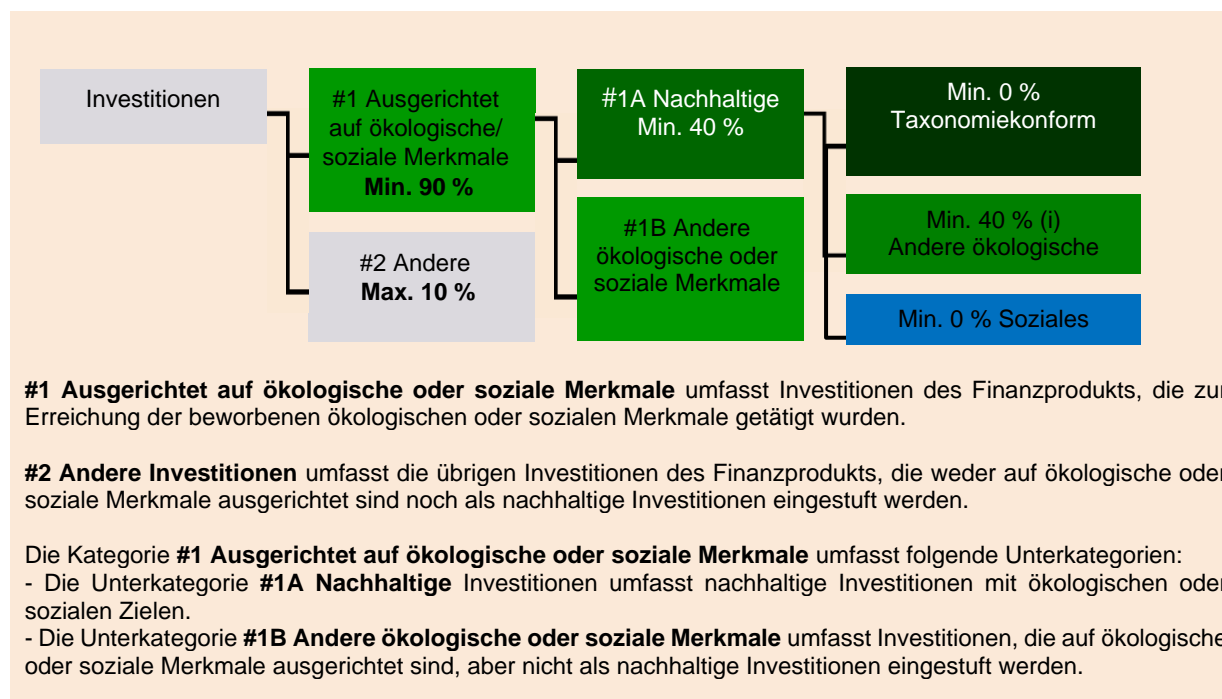 Investitionen
#1 Ausgerichtet
auf ökologische/
soziale Merkmale
Min. 90 %
#2 Andere
Max. 10 %
#1A Nachhaltige
Min. 40 %
#1B Andere
ökologische oder
soziale Merkmale
Min. 0 %
Taxonomiekonform
Min. 40 % (i)
Andere ökologische
Min. 0 % Soziales
#1 Ausgerichtet auf ökologische oder soziale Merkmale umfasst Investitionen des Finanzprodukts, die zur
Erreichung der beworbenen ökologischen oder sozialen Merkmale getätigt wurden.
#2 Andere Investitionen umfasst die übrigen Investitionen des Finanzprodukts, die weder auf ökologische oder
soziale Merkmale ausgerichtet sind noch als nachhaltige Investitionen eingestuft werden.
Die Kategorie #1 Ausgerichtet auf ökologische oder soziale Merkmale umfasst folgende Unterkategorien:
- Die Unterkategorie #1A Nachhaltige Investitionen umfasst nachhaltige Investitionen mit ökologischen oder
sozialen Zielen.
- Die Unterkategorie #1B Andere ökologische oder soziale Merkmale umfasst Investitionen, die auf ökologische
oder soziale Merkmale ausgerichtet sind, aber nicht als nachhaltige Investitionen eingestuft werden.